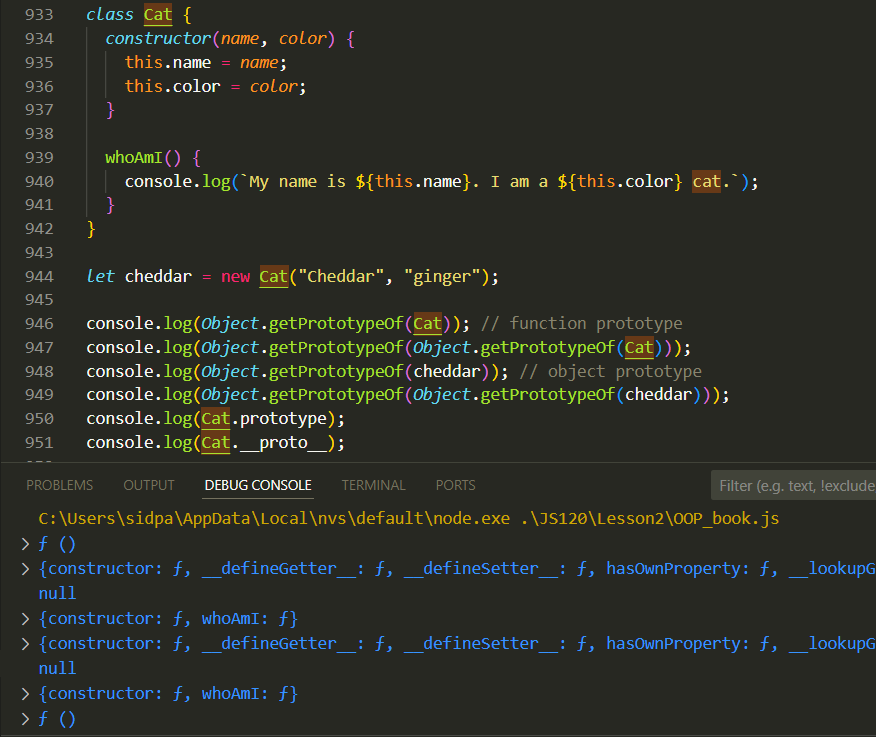 933 class Cat {
934 constructor(name, color) {
935 this.name = name;
936 this.color = color;
937 }
938
939 whoAmI() {
940 console.log(`My name is ${this.name}. I am a ${this.color} cat.`);
941 }
942 }
943
944 let cheddar = new Cat("Cheddar", "ginger");
945
946 console.log(Object.getPrototypeOf(Cat)); // function prototype
947 console.log(Object.getPrototypeOf(Object.getPrototypeOf(Cat)));
948 console.log(Object.getPrototypeOf(cheddar)); // object prototype
949 console.log(Object.getPrototypeOf(Object.getPrototypeOf(cheddar)));
950 console.log(Cat.prototype);
951 console.log(Cat.__proto__);
PROBLEMS OUTPUT DEBUG CONSOLE TERMINAL PORTS Filter (e.g. text, !exclude
C:\Users\sidpa\AppData\Local\nvs\default\node.exe .\JS120\Lesson2\OOP_book.js
> ƒ ()
> {constructor: ƒ, __defineGetter__: ƒ, __defineSetter__: ƒ, hasOwnProperty: ƒ, __lookupG
null
> {constructor: ƒ, whoAmI: ƒ}
> {constructor: ƒ, __defineGetter__: ƒ, __defineSetter__: ƒ, hasOwnProperty: ƒ, __lookupG
null
> {constructor: ƒ, whoAmI: ƒ}
> ƒ ()